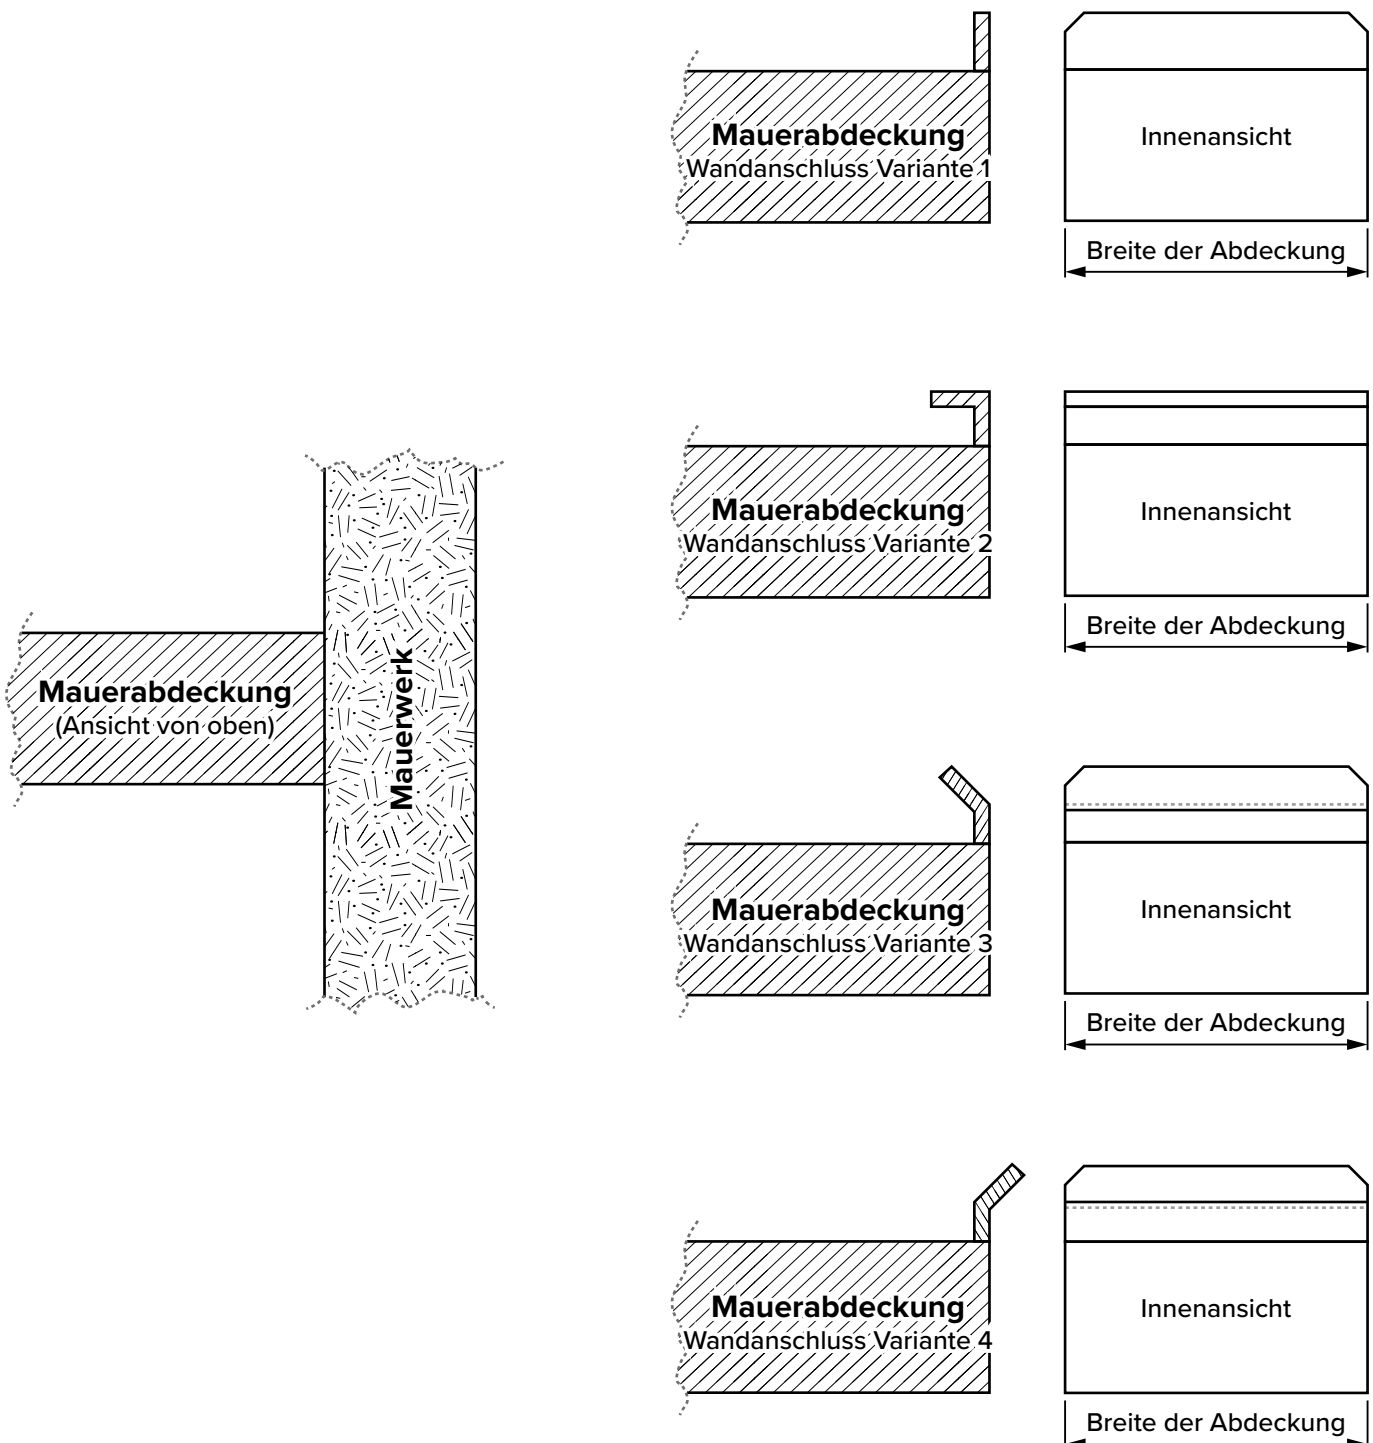 Mauerabdeckung
Wandanschluss Variante 1
Innenansicht
Breite der Abdeckung
Mauerabdeckung
Wandanschluss Variante 2
Innenansicht
Breite der Abdeckung
Mauerabdeckung
(Ansicht von oben)
Mauerwerk
Mauerabdeckung
Wandanschluss Variante 3
Innenansicht
Breite der Abdeckung
Mauerabdeckung
Wandanschluss Variante 4
Innenansicht
Breite der Abdeckung